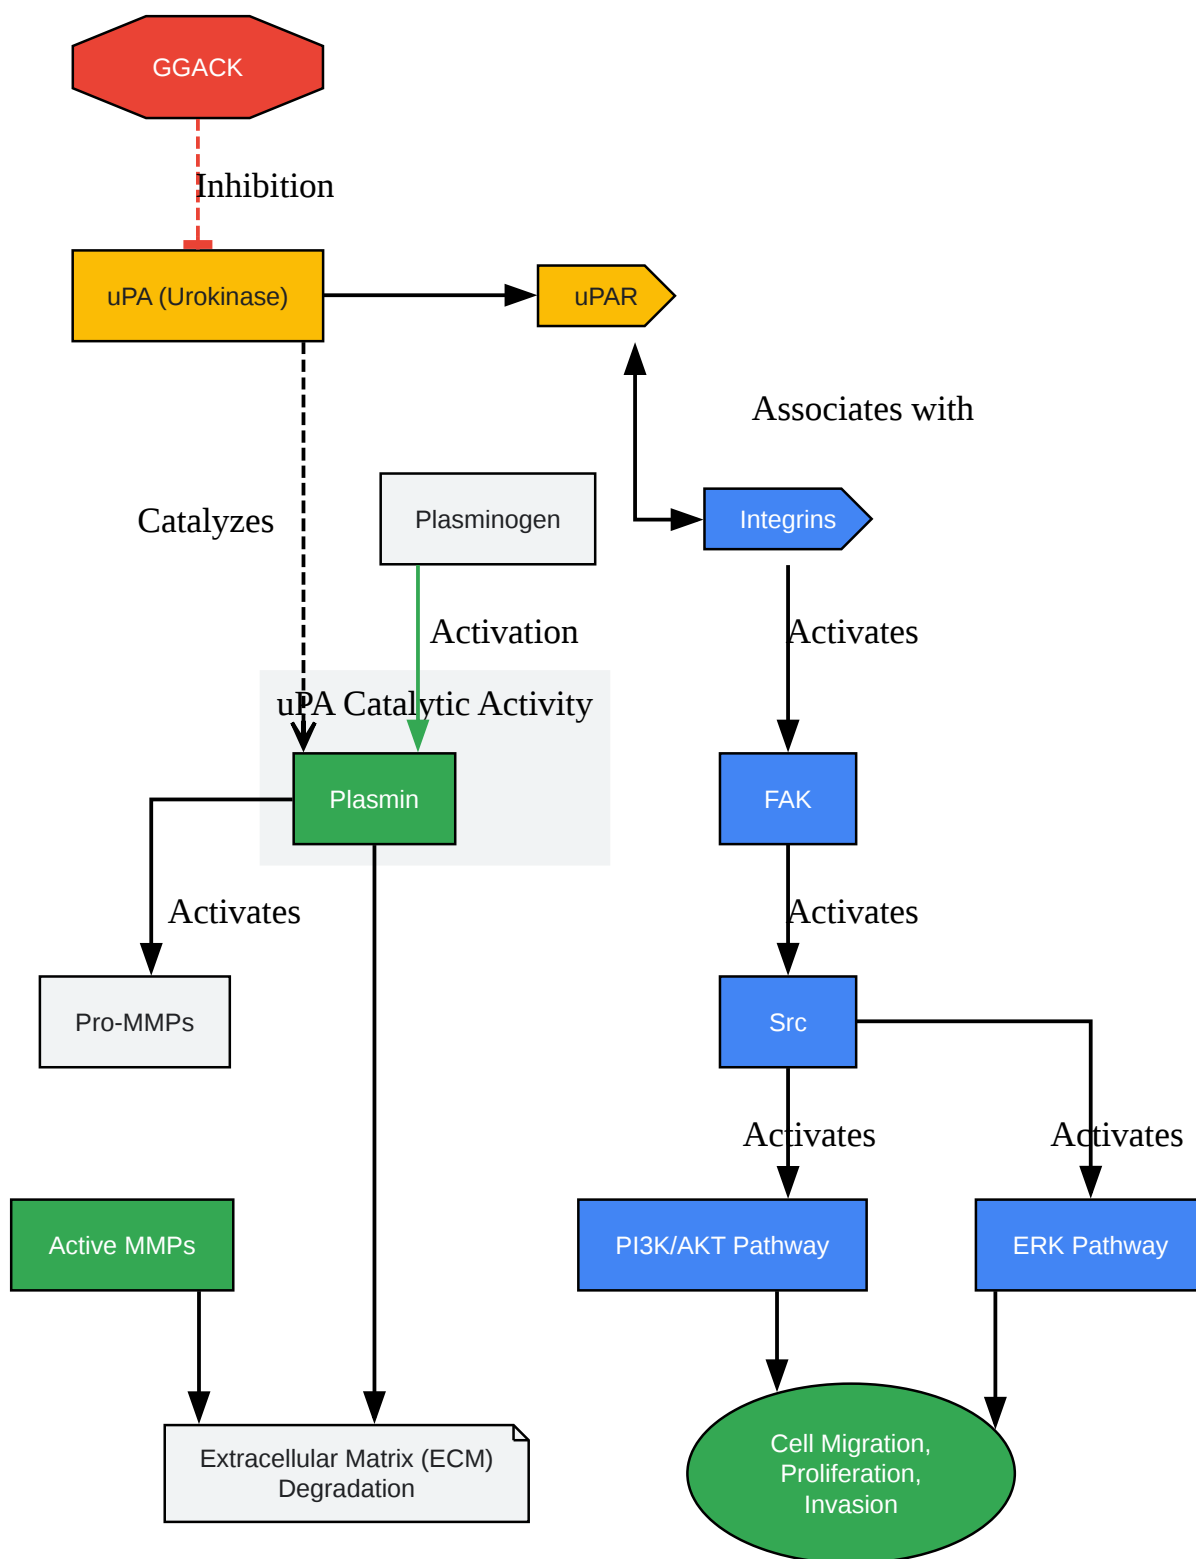 GGACK
Inhibition
uPA (Urokinase)
uPAR
Associates with
Catalyzes
Plasminogen
Integrins
Activation
Activates
uPA Catalytic Activity
Plasmin
FAK
Activates
Activates
Pro-MMPs
Src
Activates
Activates
Active MMPs
PI3K/AKT Pathway
ERK Pathway
Extracellular Matrix (ECM)
Degradation
Cell Migration,
Proliferation,
Invasion